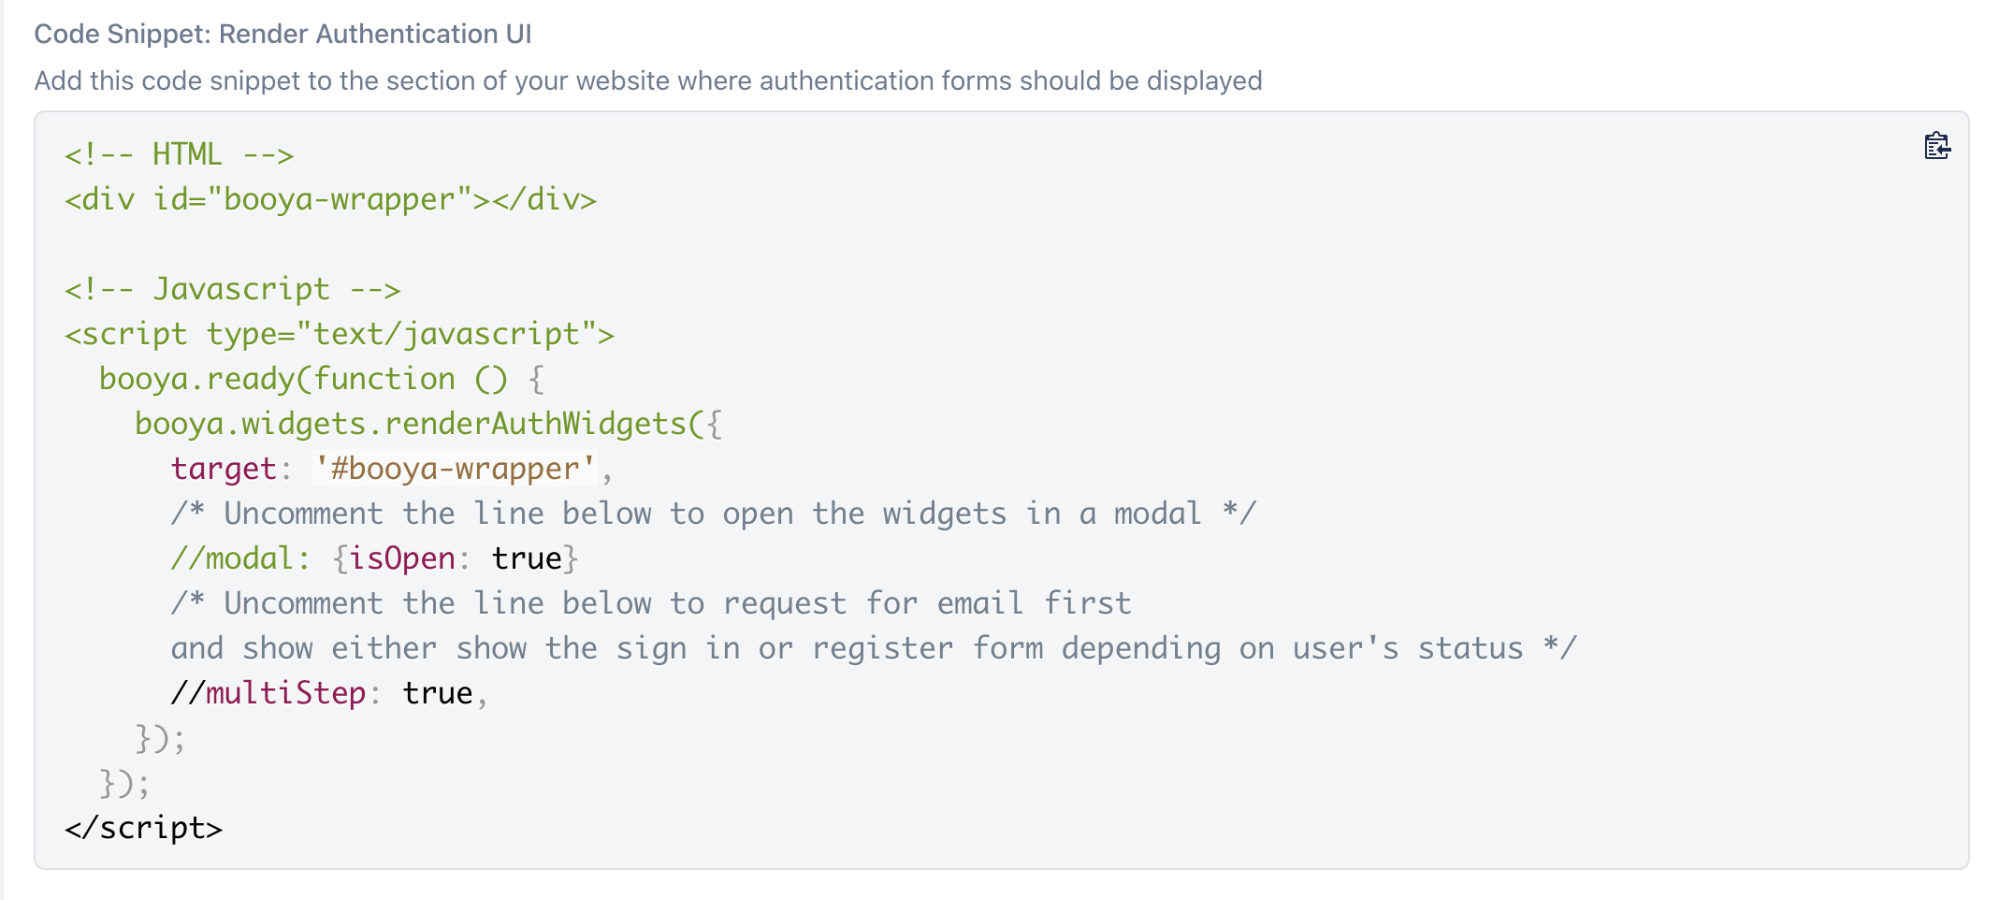 Code Snippet: Render Authentication UI
Add this code snippet to the section of your website where authentication forms should be displayed
<!-- HTML -->
<div id="booya-wrapper"></div>
<!-- Javascript -->
<script type="text/javascript">
booya.ready(function () {
booya.widgets.renderAuthWidgets({
target: '#booya-wrapper',
/* Uncomment the line below to open the widgets in a modal */
//modal: {isOpen: true}
/* Uncomment the line below to request for email first
and show either show the sign in or register form depending on user's status */
//multiStep: true,
});
});
</script>